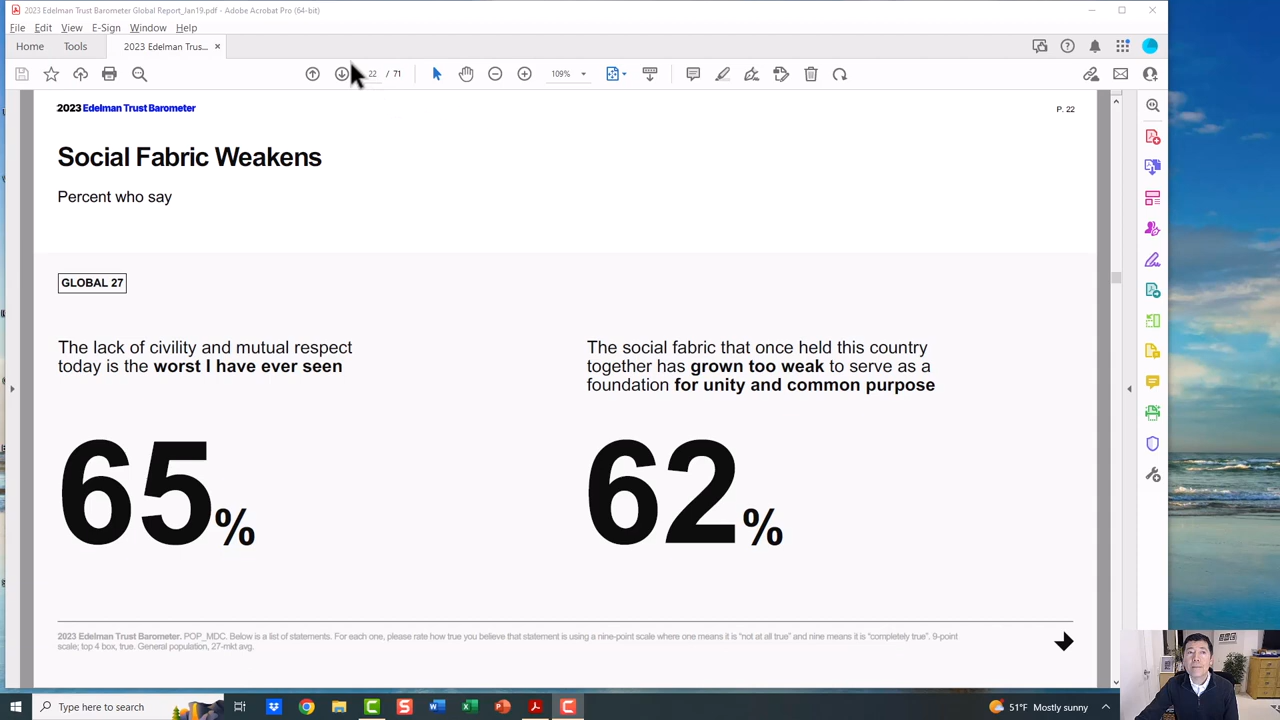 2023 Edelman Trust Barometer Global Report_Jan19.pdf - Adobe Acrobat Pro (64-bit)
File Edit View E-Sign Window Help
Home Tools 2023 Edelman Trus... ×
22 / 71 109%
2023 Edelman Trust Barometer
P. 22
Social Fabric Weakens
Percent who say
GLOBAL 27
The lack of civility and mutual respect
today is the worst I have ever seen
65%
The social fabric that once held this country
together has grown too weak to serve as a
foundation for unity and common purpose
62%
2023 Edelman Trust Barometer. POP_MDC. Below is a list of statements. For each one, please rate how true you believe that statement is using a nine-point scale where one means it is “not at all true” and nine means it is “completely true”. 9-point
scale; top 4 box, true. General population, 27-mkt avg.
Type here to search
51°F Mostly sunny